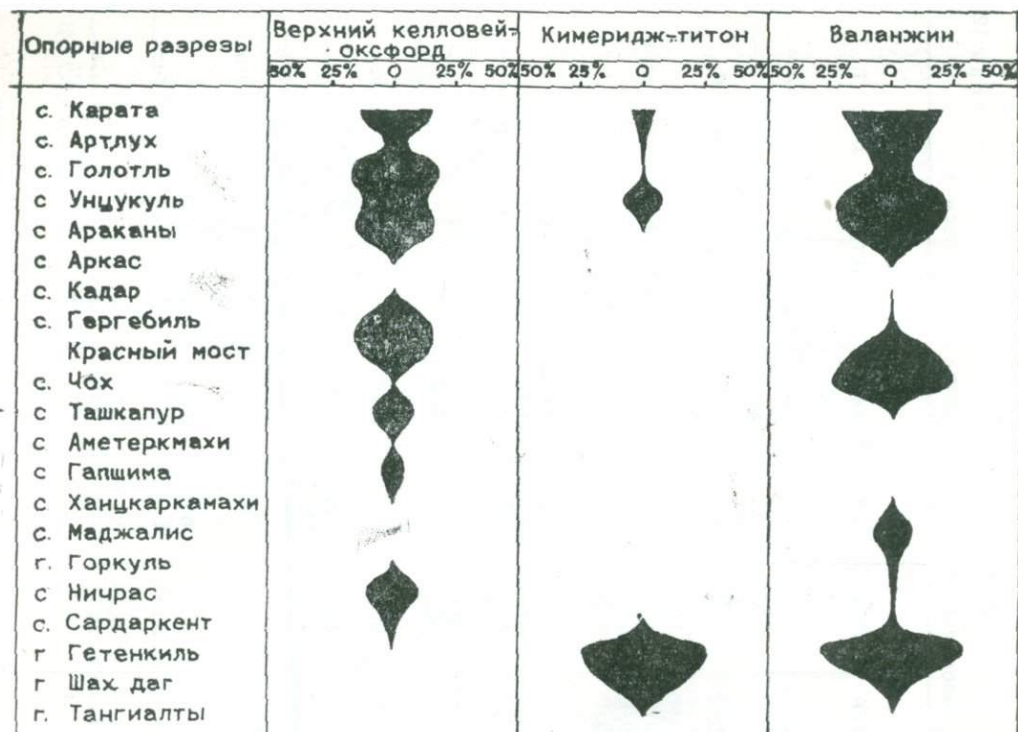 Опорные разрезы
Верхний келловей-
оксфорд
Кимеридж-титон
Валанжин
50% 25% 0 25% 50%
50% 25% 0 25% 50%
50% 25% 0 25% 50%
с. Карата
с. Артлух
с. Голотль
с Унцукуль
с Араканы
с Аркас
с. Кадар
с. Гергебиль
Красный мост
с. Чох
с Ташкапур
с Аметеркмахи
с Гапшима
с Ханцкаркамахи
с. Маджалис
г. Горкуль
с Ничрас
с. Сардаркент
г Гетенкиль
г Шах даг
г. Тангиалты